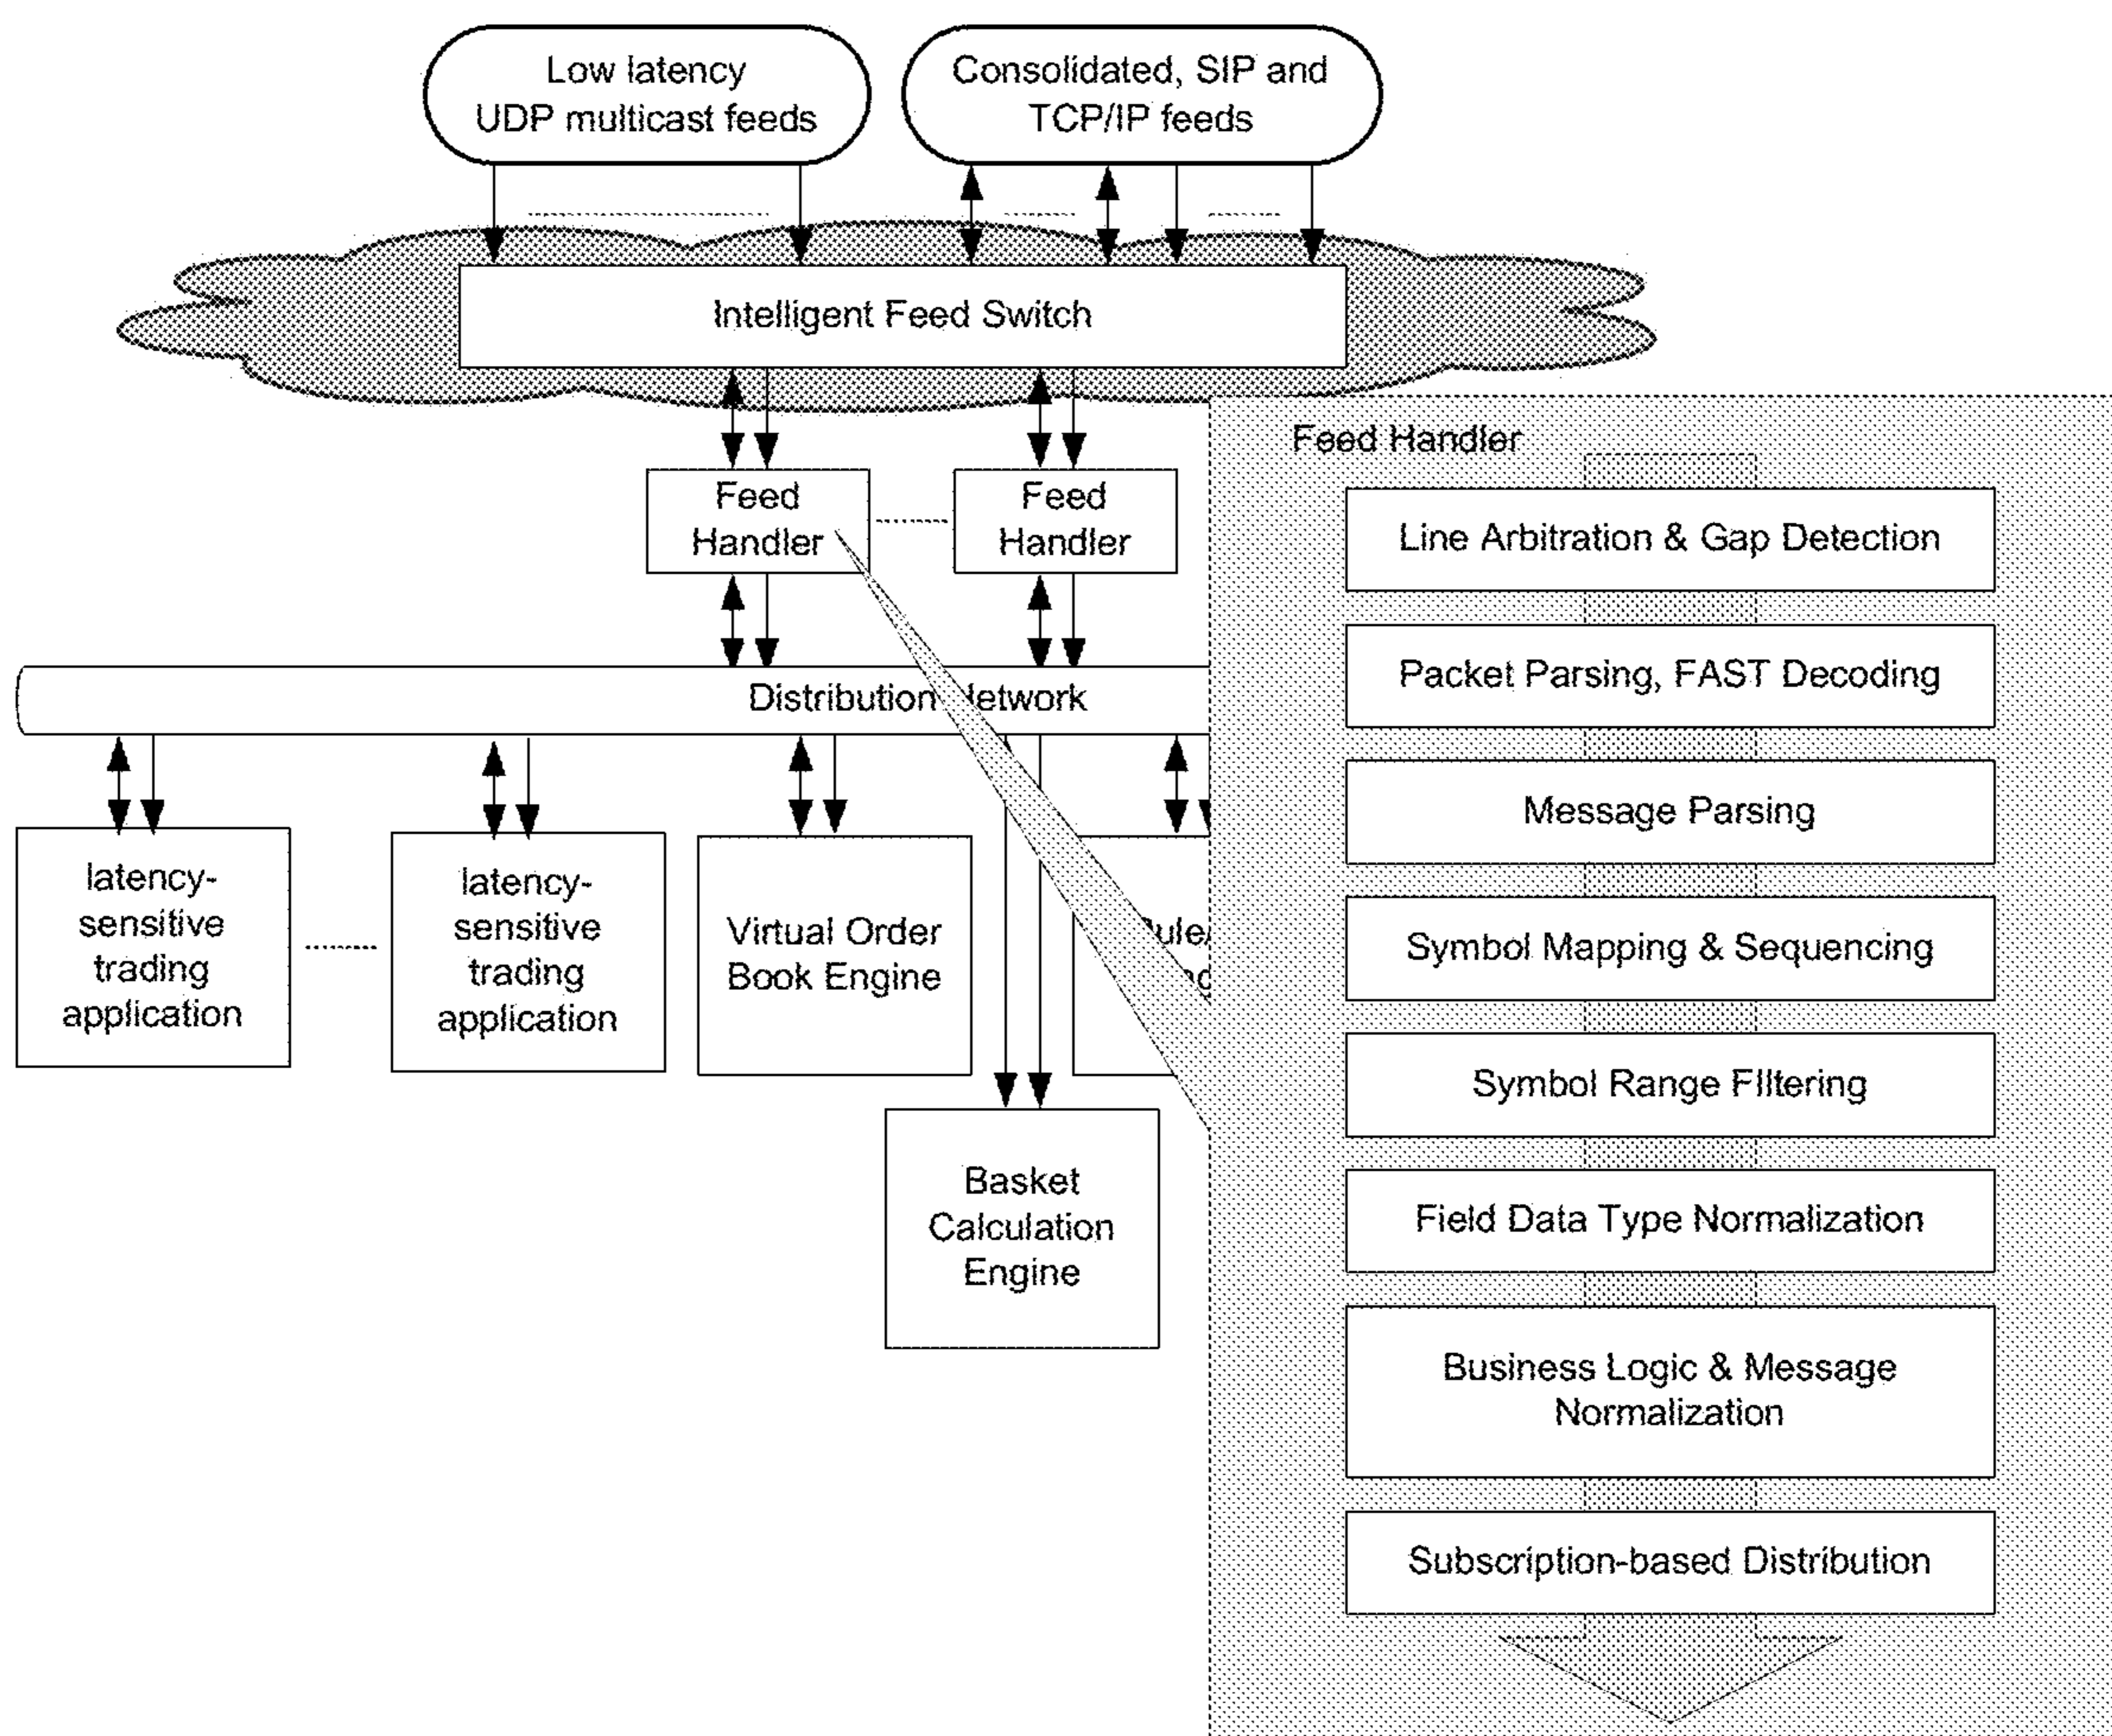 Low latency
UDP multicast feeds
Consolidated, SIP and
TCP/IP feeds
Intelligent Feed Switch
Feed
Handler
Feed
Handler
Distribution
latency-
sensitive
trading
application
latency-
sensitive
trading
application
Virtual Order
Book Engine
Basket
Calculation
Engine
Feed Handler
Line Arbitration & Gap Detection
Packet Parsing, FAST Decoding
Message Parsing
Symbol Mapping & Sequencing
Symbol Range FIltering
Field Data Type Normalization
Business Logic & Message
Normalization
Subscription-based Distribution